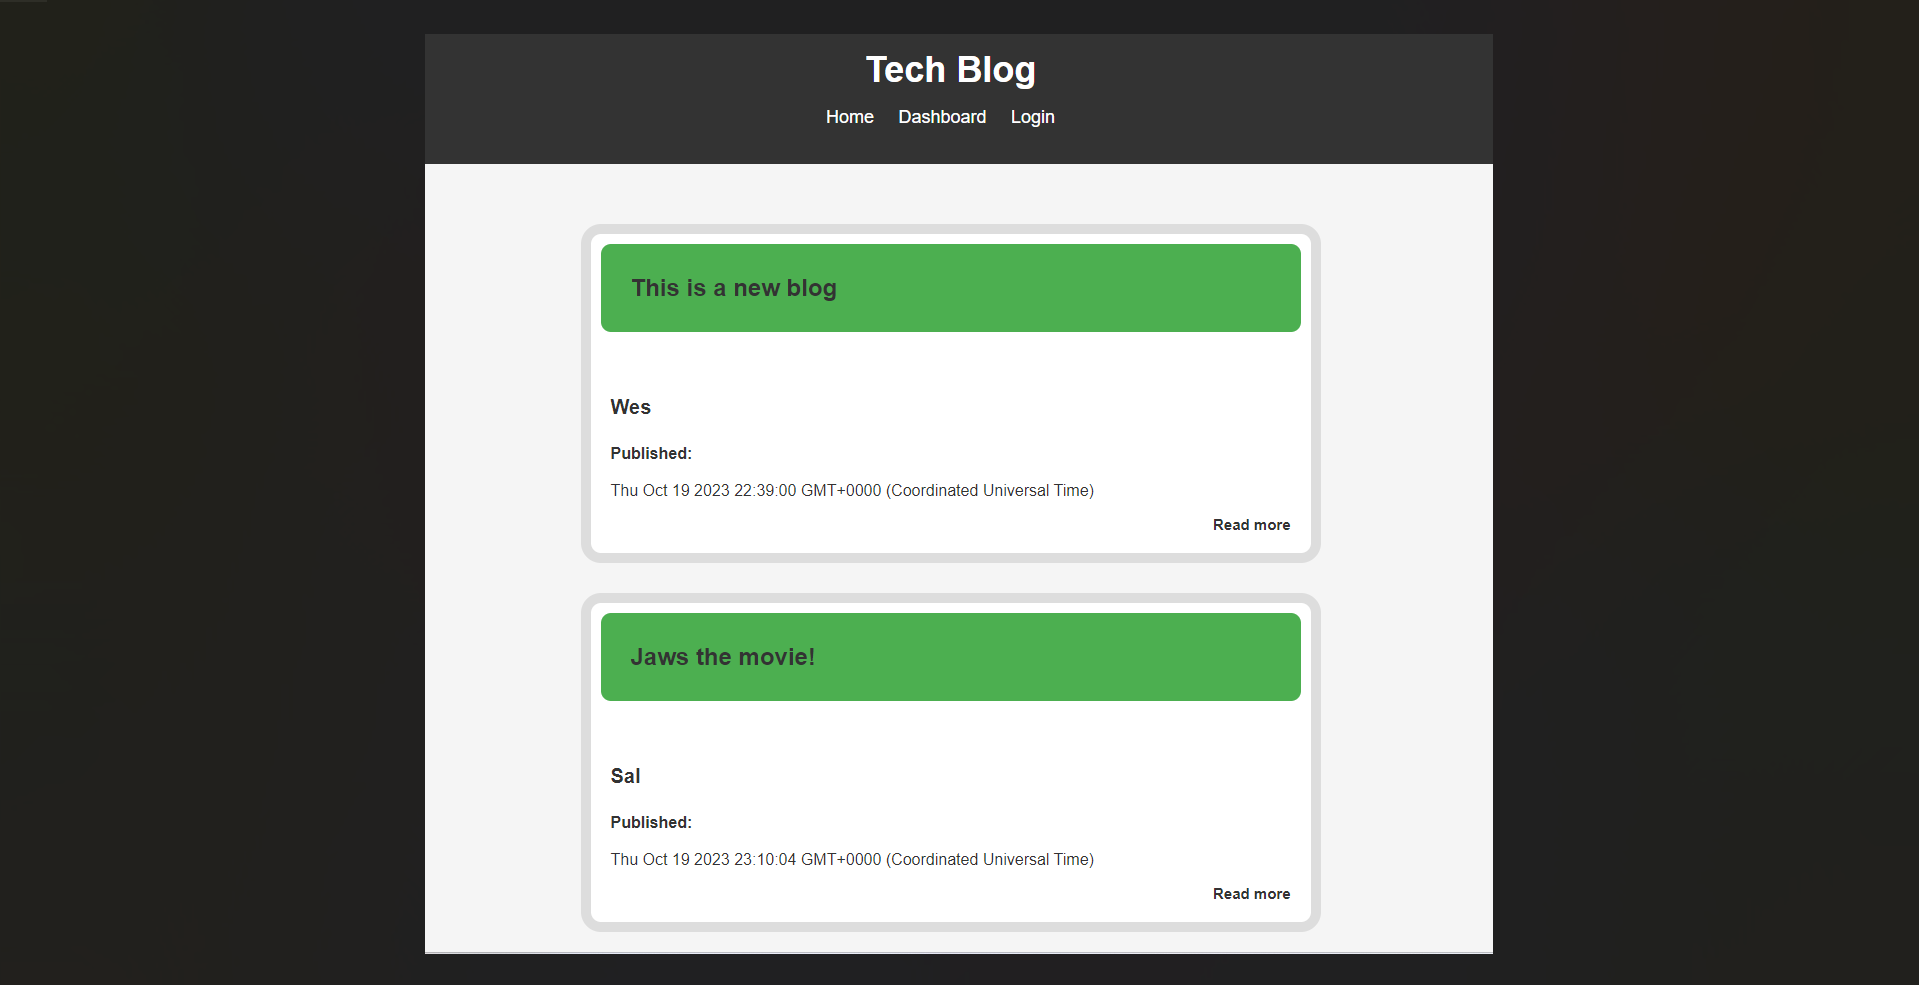 Tech Blog
Home Dashboard Login
This is a new blog
Wes
Published:
Thu Oct 19 2023 22:39:00 GMT+0000 (Coordinated Universal Time)
Read more
Jaws the movie!
Sal
Published:
Thu Oct 19 2023 23:10:04 GMT+0000 (Coordinated Universal Time)
Read more